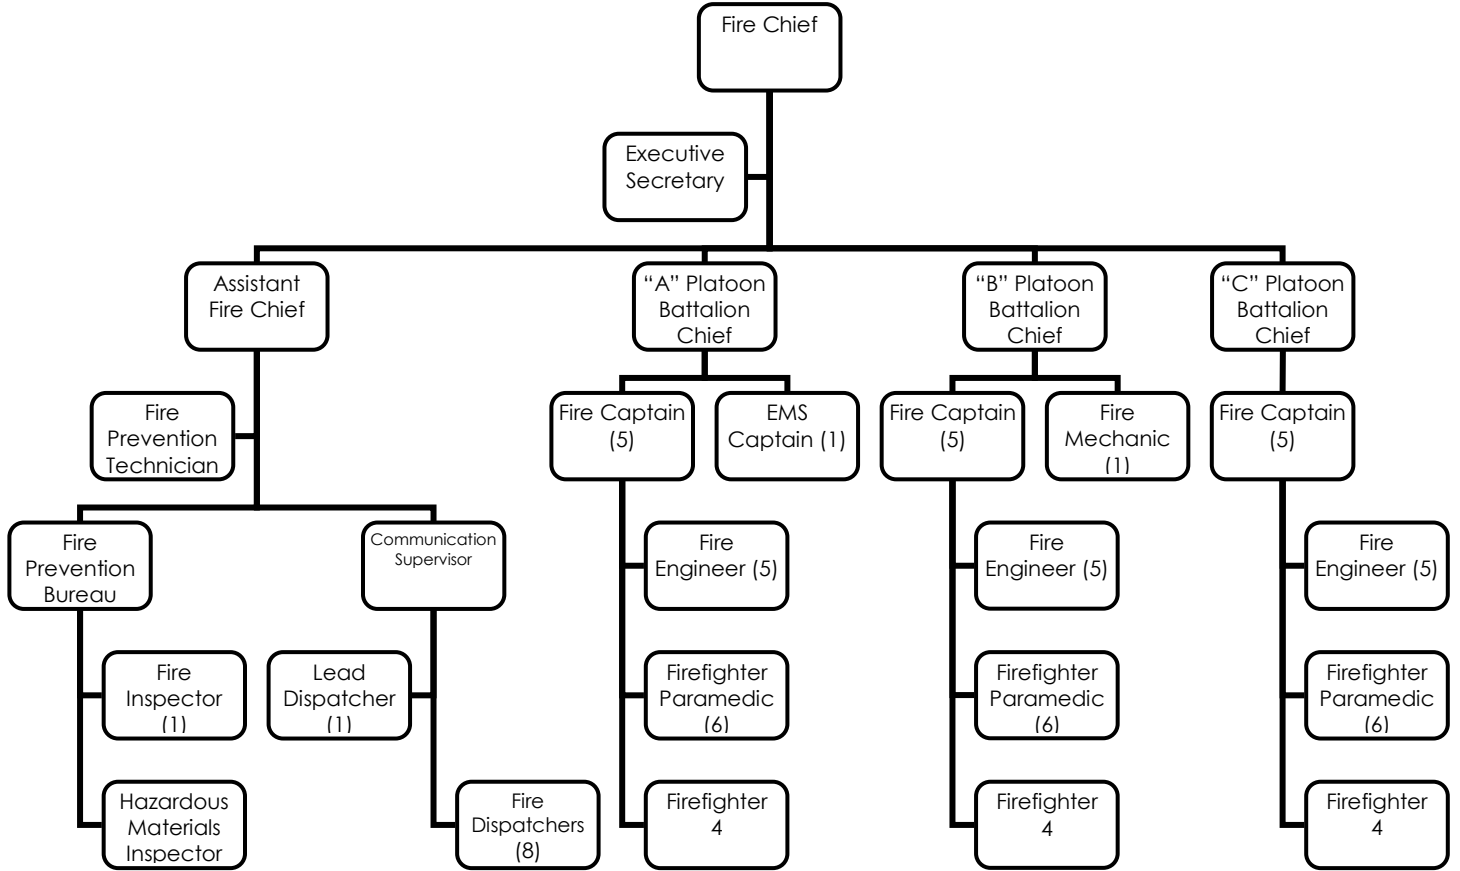 Fire Chief
Executive
Secretary
Assistant
Fire Chief
“A” Platoon
Battalion
Chief
“B” Platoon
Battalion
Chief
“C” Platoon
Battalion
Chief
Fire
Prevention
Technician
Fire Captain
(5)
EMS
Captain (1)
Fire Captain
(5)
Fire
Mechanic
(1)
Fire Captain
(5)
Fire
Prevention
Bureau
Communication
Supervisor
Fire
Engineer (5)
Fire
Engineer (5)
Fire
Engineer (5)
Fire
Inspector
(1)
Lead
Dispatcher
(1)
Firefighter
Paramedic
(6)
Firefighter
Paramedic
(6)
Firefighter
Paramedic
(6)
Hazardous
Materials
Inspector
Fire
Dispatchers
(8)
Firefighter
4
Firefighter
4
Firefighter
4